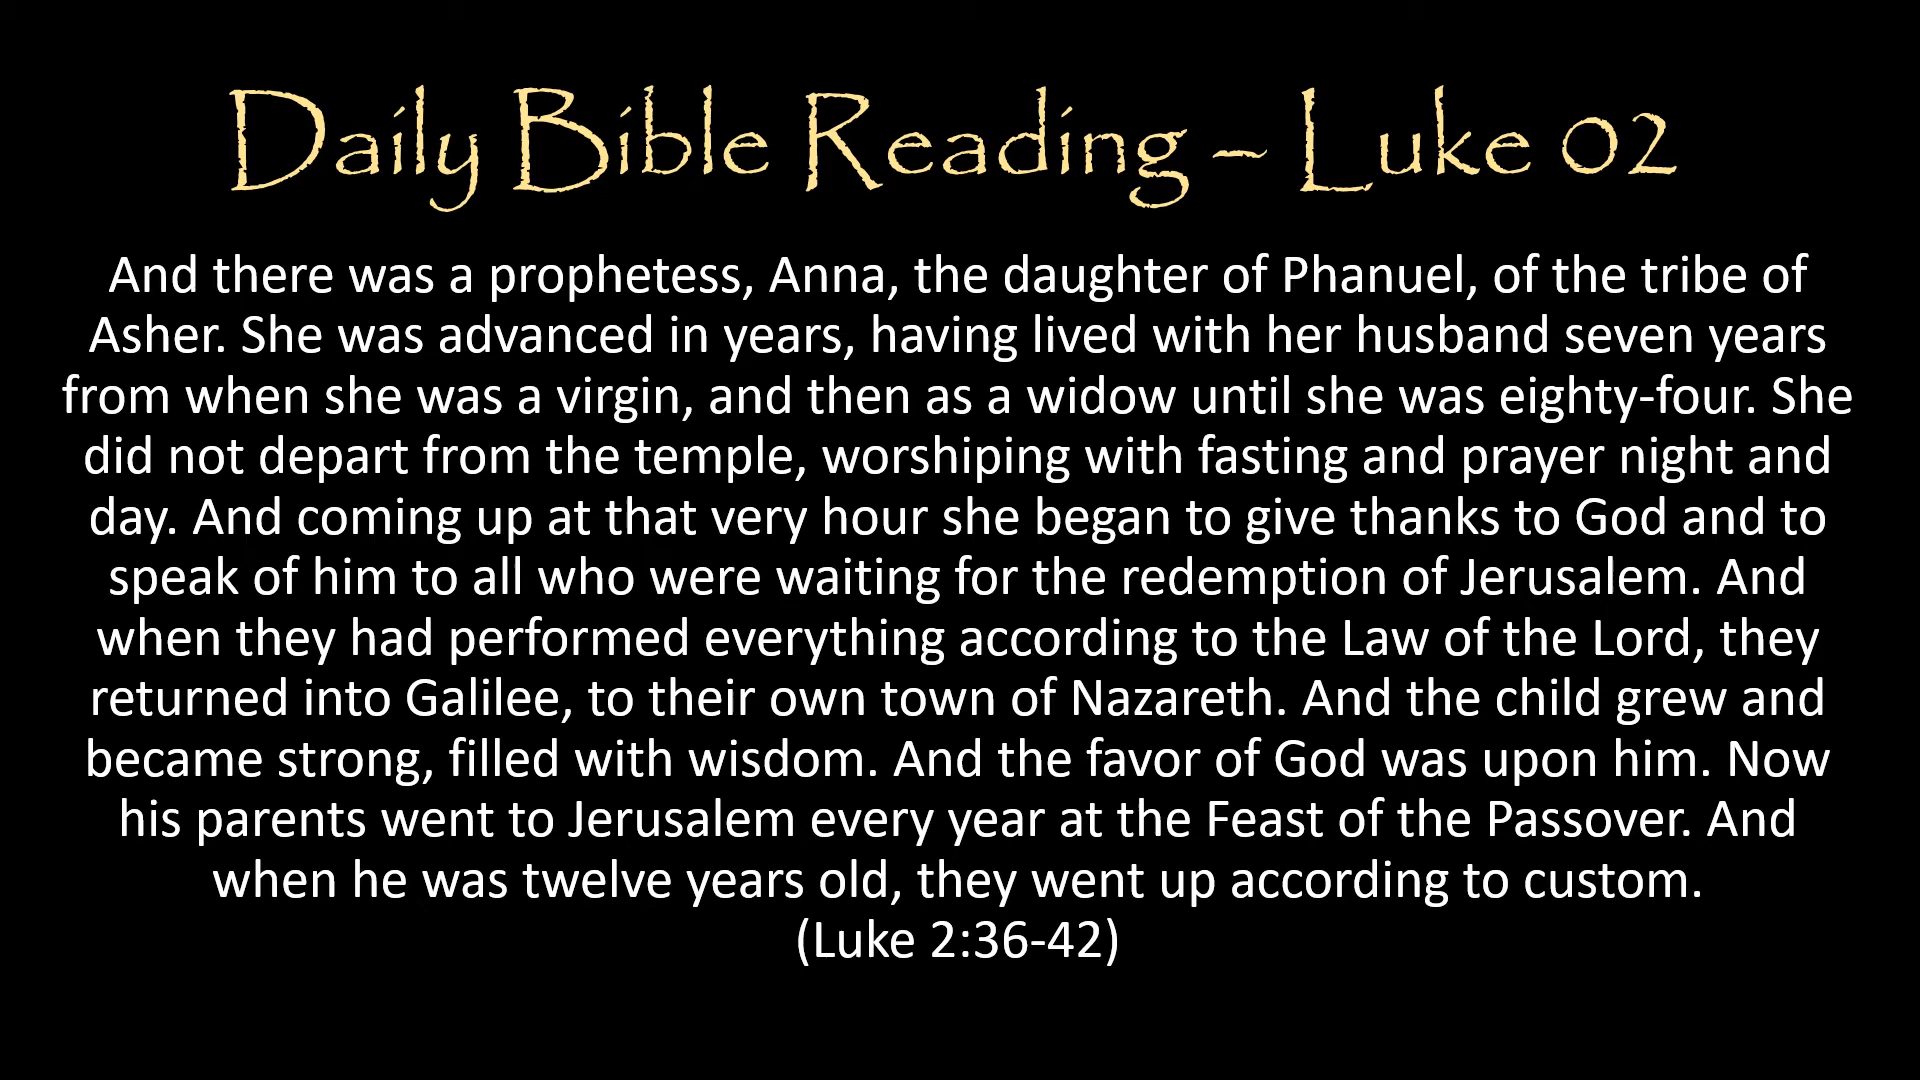 Daily Bible Reading – Luke 02
And there was a prophetess, Anna, the daughter of Phanuel, of the tribe of
Asher. She was advanced in years, having lived with her husband seven years
from when she was a virgin, and then as a widow until she was eighty-four. She
did not depart from the temple, worshiping with fasting and prayer night and
day. And coming up at that very hour she began to give thanks to God and to
speak of him to all who were waiting for the redemption of Jerusalem. And
when they had performed everything according to the Law of the Lord, they
returned into Galilee, to their own town of Nazareth. And the child grew and
became strong, filled with wisdom. And the favor of God was upon him. Now
his parents went to Jerusalem every year at the Feast of the Passover. And
when he was twelve years old, they went up according to custom.
(Luke 2:36-42)